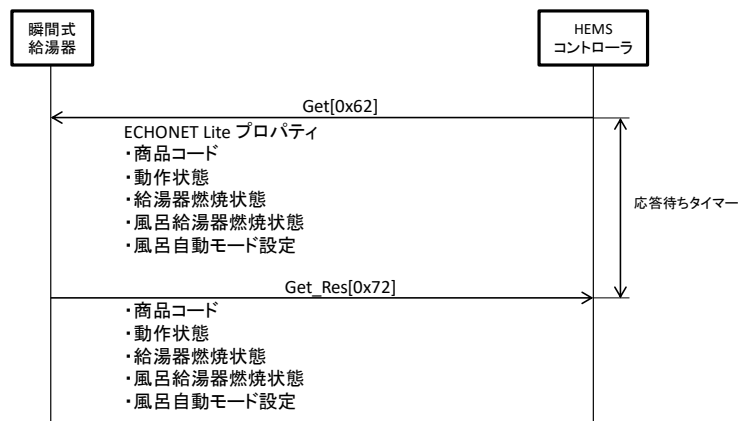 瞬間式
給湯器
HEMS
コントローラ
Get[0x62]
ECHONET Lite プロパティ
・商品コード
・動作状態
・給湯器燃焼状態
・風呂給湯器燃焼状態
・風呂自動モード設定
応答待ちタイマー
Get_Res[0x72]
・商品コード
・動作状態
・給湯器燃焼状態
・風呂給湯器燃焼状態
・風呂自動モード設定